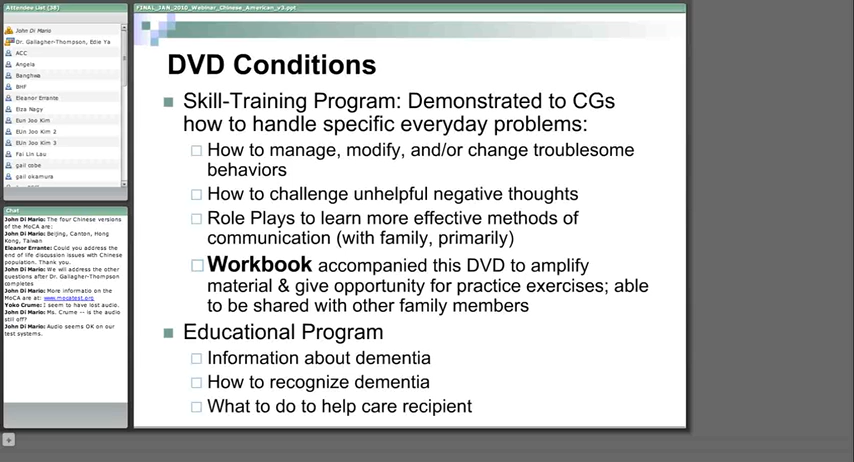 Attendee List (38)
John Di Mario
Dr. Gallagher-Thompson, Edie Ya
ACC
Angela
Banghwa
BHF
Eleanor Errante
Elza Nagy
Eun Joo Kim
Eun Joo Kim 2
EUn Joo Kim 3
Fai Lin Lau
gail cobe
gail okamura
Chat
John Di Mario: The four Chinese versions
of the MoCA are:
John Di Mario: Beijing, Canton, Hong
Kong, Taiwan
Eleanor Errante: Could you address the
end of life discussion issues with Chinese
population. Thank you.
John Di Mario: We will address the other
questions after Dr. Gallagher-Thompson
completes
John Di Mario: More informatio on the
MoCA are at: www.mocatest.org
Yoko Crume: I seem to have lost audio.
John Di Mario: Ms. Crume -- is the audio
still off?
John Di Mario: Audio seems OK on our
test systems.
FINAL_JAN_2010_Webinar_Chinese_American_v3.ppt
DVD Conditions
Skill-Training Program: Demonstrated to CGs
how to handle specific everyday problems:
How to manage, modify, and/or change troublesome
behaviors
How to challenge unhelpful negative thoughts
Role Plays to learn more effective methods of
communication (with family, primarily)
Workbook accompanied this DVD to amplify
material & give opportunity for practice exercises; able
to be shared with other family members
Educational Program
Information about dementia
How to recognize dementia
What to do to help care recipient